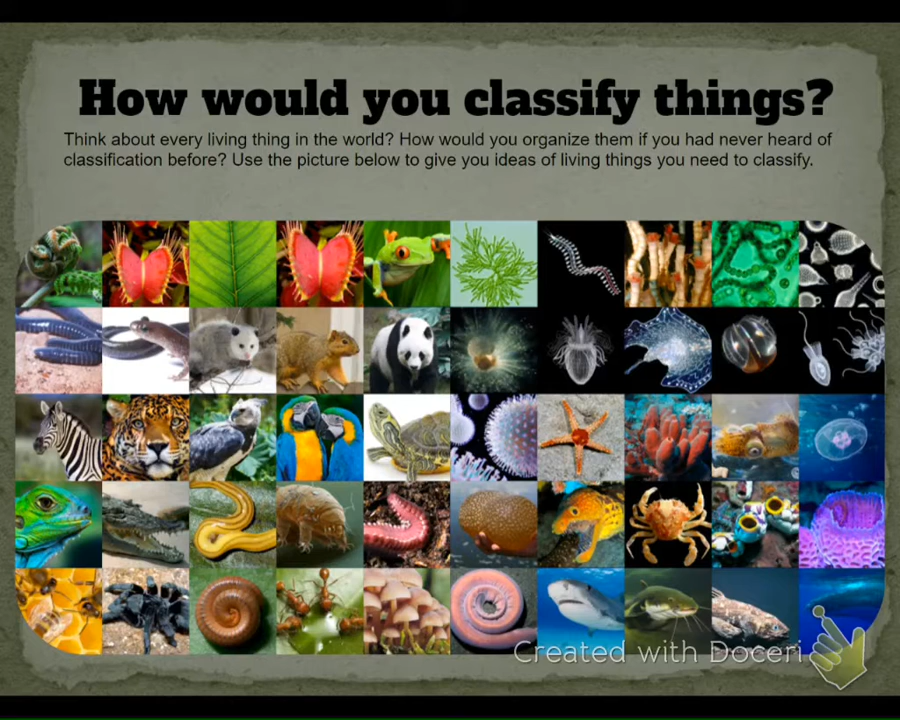 How would you classify things?
Think about every living thing in the world? How would you organize them if you had never heard of
classification before? Use the picture below to give you ideas of living things you need to classify.
Created with Doceri